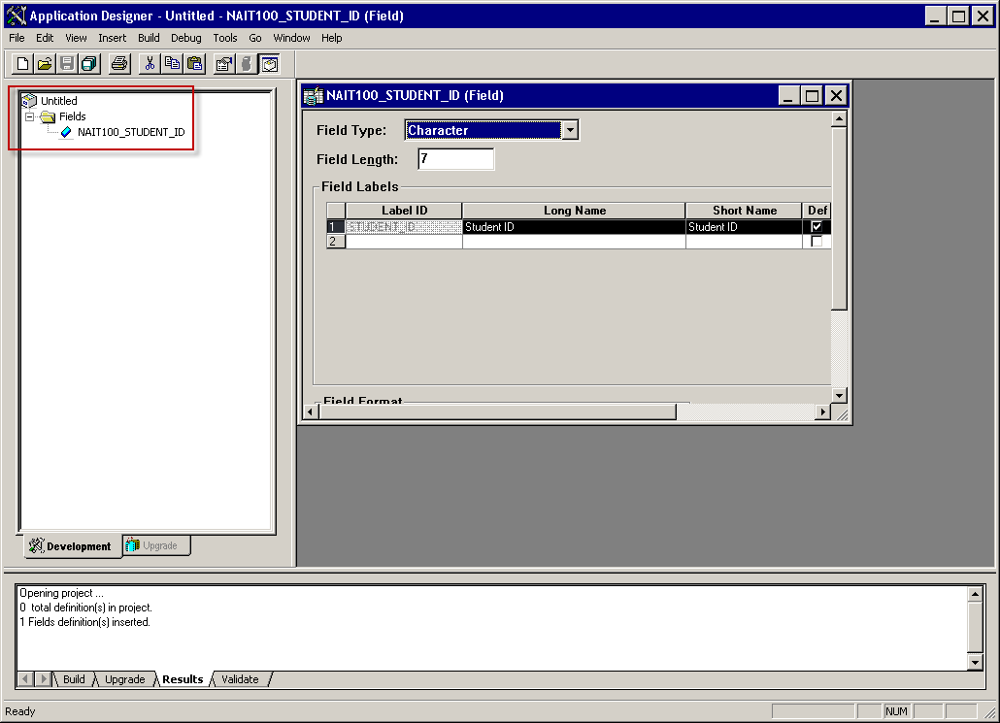 Application Designer - Untitled - NAIT100_STUDENT_ID (Field)
File Edit View Insert Build Debug Tools Go Window Help
Untitled
Fields
NAIT100_STUDENT_ID
Development Upgrade
NAIT100_STUDENT_ID (Field)
Field Type: Character
Field Length: 7
Field Labels
Label ID Long Name Short Name Def
1 STUDENT_ID Student ID Student ID
2
Field Format
Opening project ...
0 total definition(s) in project.
1 Fields definition(s) inserted.
Build Upgrade Results Validate
Ready NUM